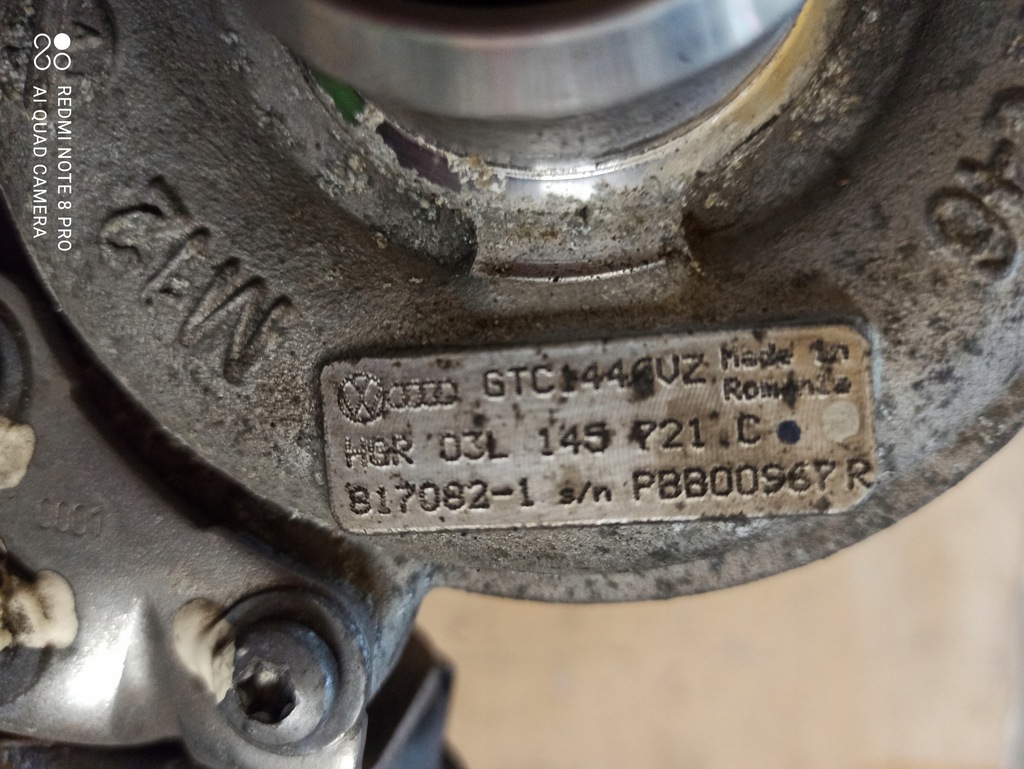 GTC1446VZ Made in
Romania
HGR 03L 145 721 C
817082-1 s/n PBB00967R
M12
REDMI NOTE 8 PRO
AI QUAD CAMERA